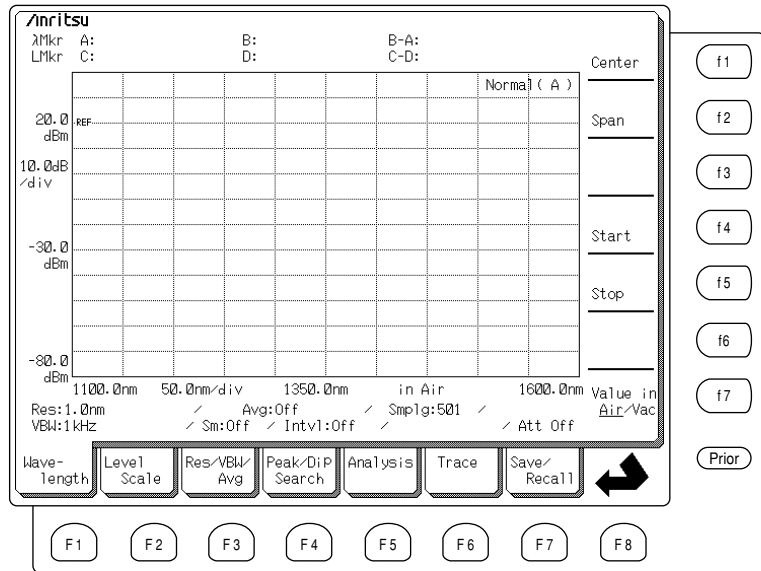 /Inritsu
λMkr A: B: B-A:
LMkr C: D: C-D:
Normal( A )
20.0
dBm
REF
10.0dB
/div
-30.0
dBm
-80.0
dBm
1100.0nm 50.0nm/div 1350.0nm in Air 1600.0nm
Res:1.0nm / Avg:Off / Smplg:501 /
VBW:1kHz / Sm:Off / Intvl:Off / / Att Off
Center
Span
Start
Stop
Value in
Air/Vac
f1
f2
f3
f4
f5
f6
f7
Prior
Wave-
length
Level
Scale
Res/VBW/
Avg
Peak/Dip
Search
Analysis
Trace
Save/
Recall
F1 F2 F3 F4 F5 F6 F7 F8